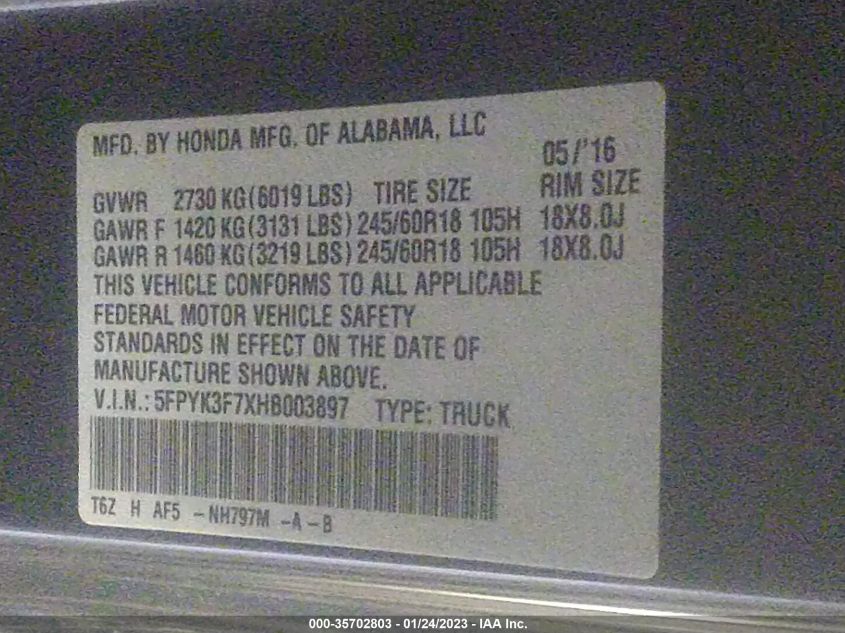 MFD. BY HONDA MFG. OF ALABAMA, LLC
05/'16
GVWR 2730 KG(6019 LBS) TIRE SIZE RIM SIZE
GAWR F 1420 KG(3131 LBS) 245/60R18 105H 18X8.0J
GAWR R 1460 KG(3219 LBS) 245/60R18 105H 18X8.0J
THIS VEHICLE CONFORMS TO ALL APPLICABLE
FEDERAL MOTOR VEHICLE SAFETY
STANDARDS IN EFFECT ON THE DATE OF
MANUFACTURE SHOWN ABOVE.
V.I.N.: 5FPYK3F7XHB003897 TYPE: TRUCK
T6Z H AF5 -NH797M -A-B
000-35702803 - 01/24/2023 - IAA Inc.